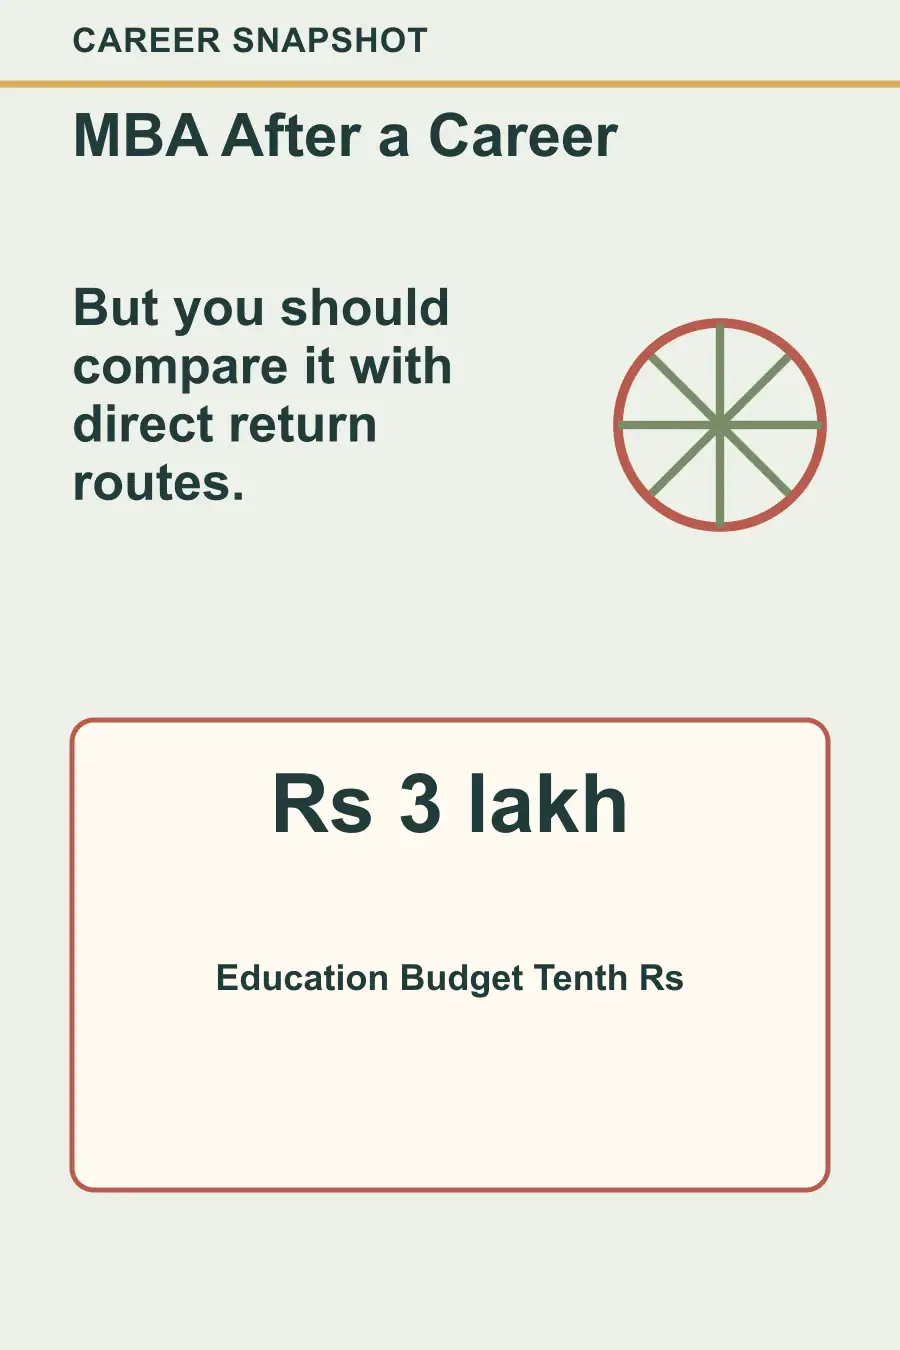 CAREER SNAPSHOT
MBA After a Career
But you should
compare it with
direct return
routes.
Rs 3 lakh
Education Budget Tenth Rs